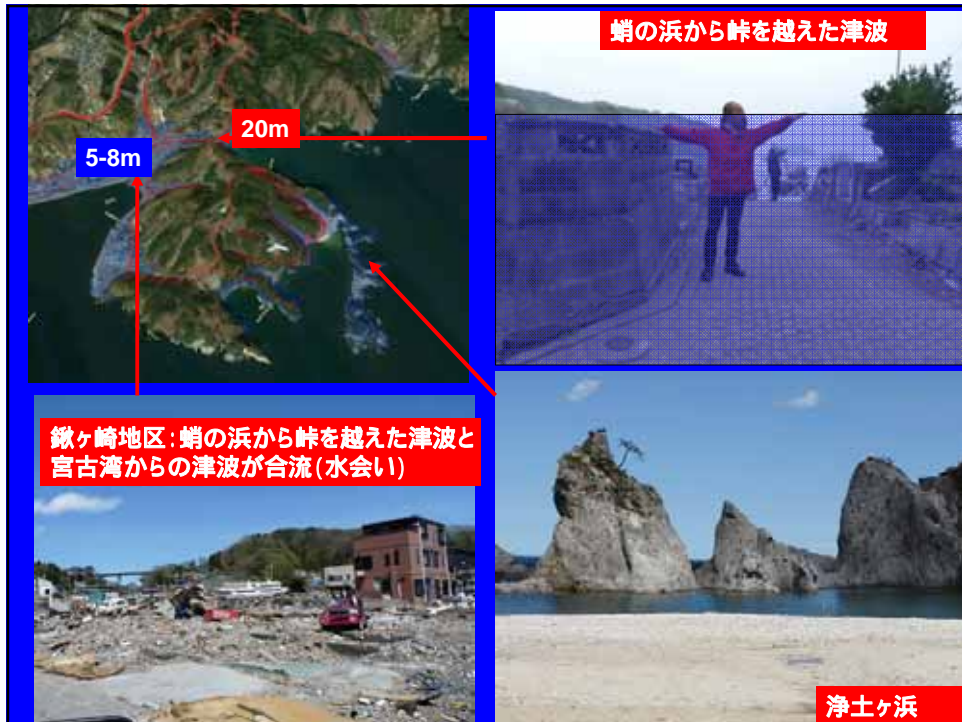 蛸の浜から峠を越えた津波
20m
5-8m
鍬ヶ崎地区:蛸の浜から峠を越えた津波と
宮古湾からの津波が合流(水会い)
浄土ヶ浜